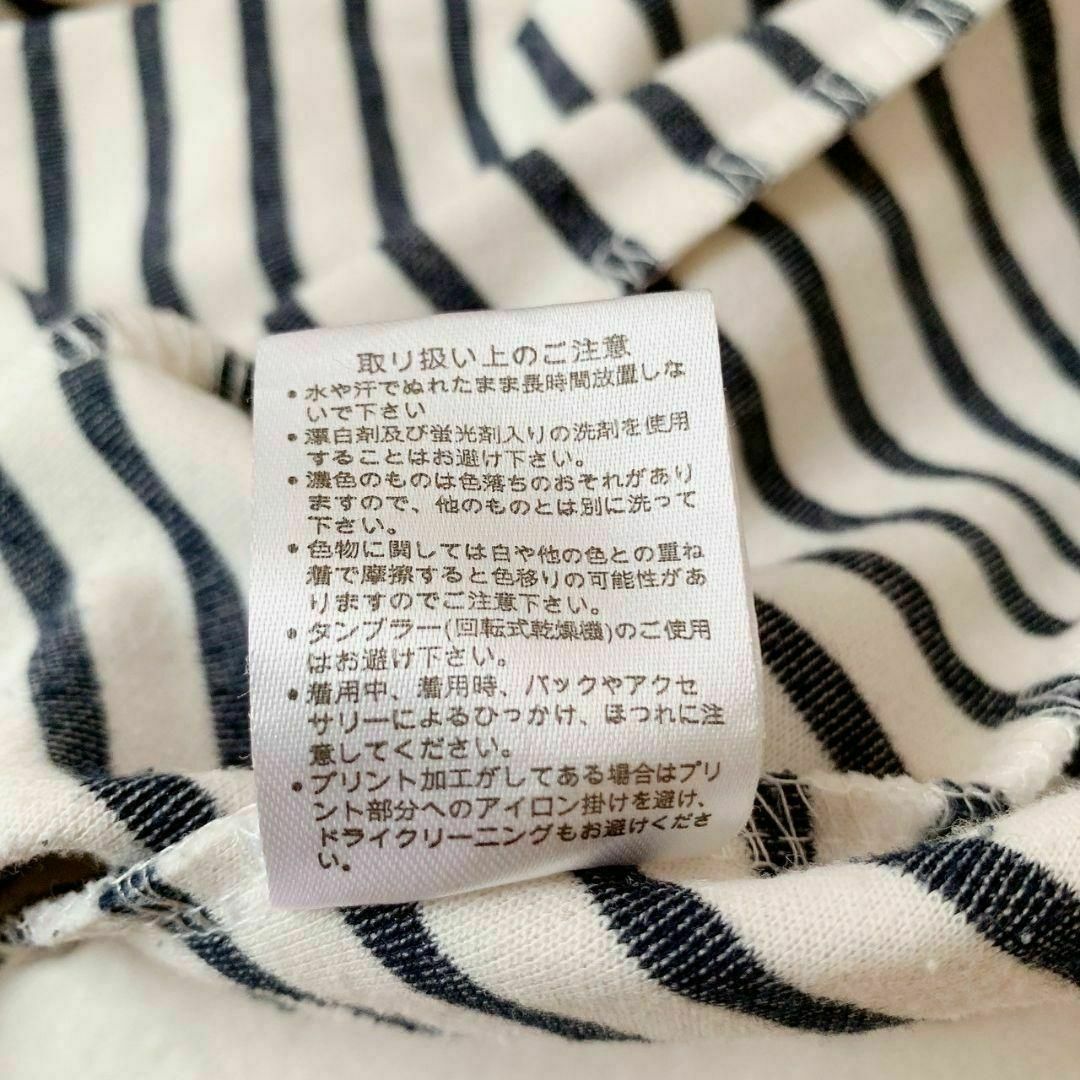 取り扱い上のご注意
•水や汗でぬれたまま長時間放置しな
いで下さい
•漂白剤及び蛍光剤入りの洗剤を使用
することはお避け下さい。
•濃色のものは色落ちのおそれがあり
ますので、他のものとは別に洗って
下さい。
•色物に関しては白や他の色との重ね
着で摩擦すると色移りの可能性があ
りますのでご注意下さい。
•タンブラー(回転式乾燥機)のご使用
はお避け下さい。
•着用中、着用時、バックやアクセ
サリーによるひっかけ、ほつれに注
意してください。
•プリント加工がしてある場合はプリ
ント部分へのアイロン掛けを避け、
ドライクリーニングもお避けくださ
い。